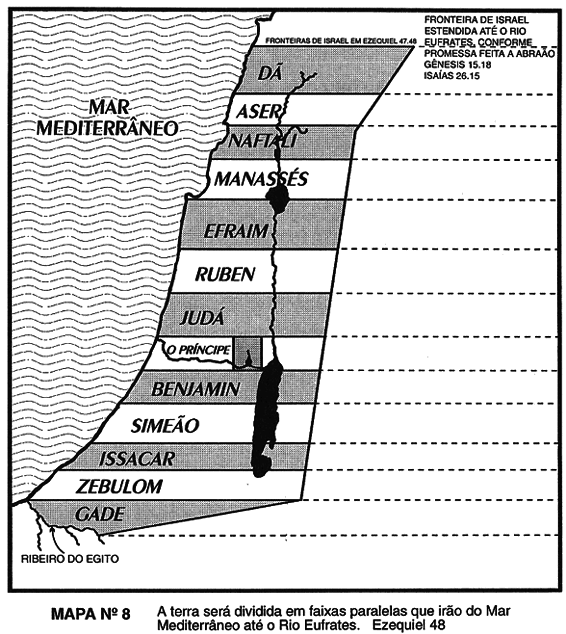 FRONTEIRA DE ISRAEL
ESTENDIDA ATÉ O RIO
EUFRATES, CONFORME
PROMESSA FEITA A ABRAÃO
GÊNESIS 15.18
ISAÍAS 26.15
FRONTEIRAS DE ISRAEL EM EZEQUIEL 47.48
MAR
MEDITERRÂNEO
DÃ
ASER
NAFTALI
MANASSÉS
EFRAIM
RUBEN
JUDÁ
O PRÍNCIPE
BENJAMIN
SIMEÃO
ISSACAR
ZEBULOM
GADE
RIBEIRO DO EGITO
MAPA Nº 8 A terra será dividida em faixas paralelas que irão do Mar
Mediterrâneo até o Rio Eufrates. Ezequiel 48